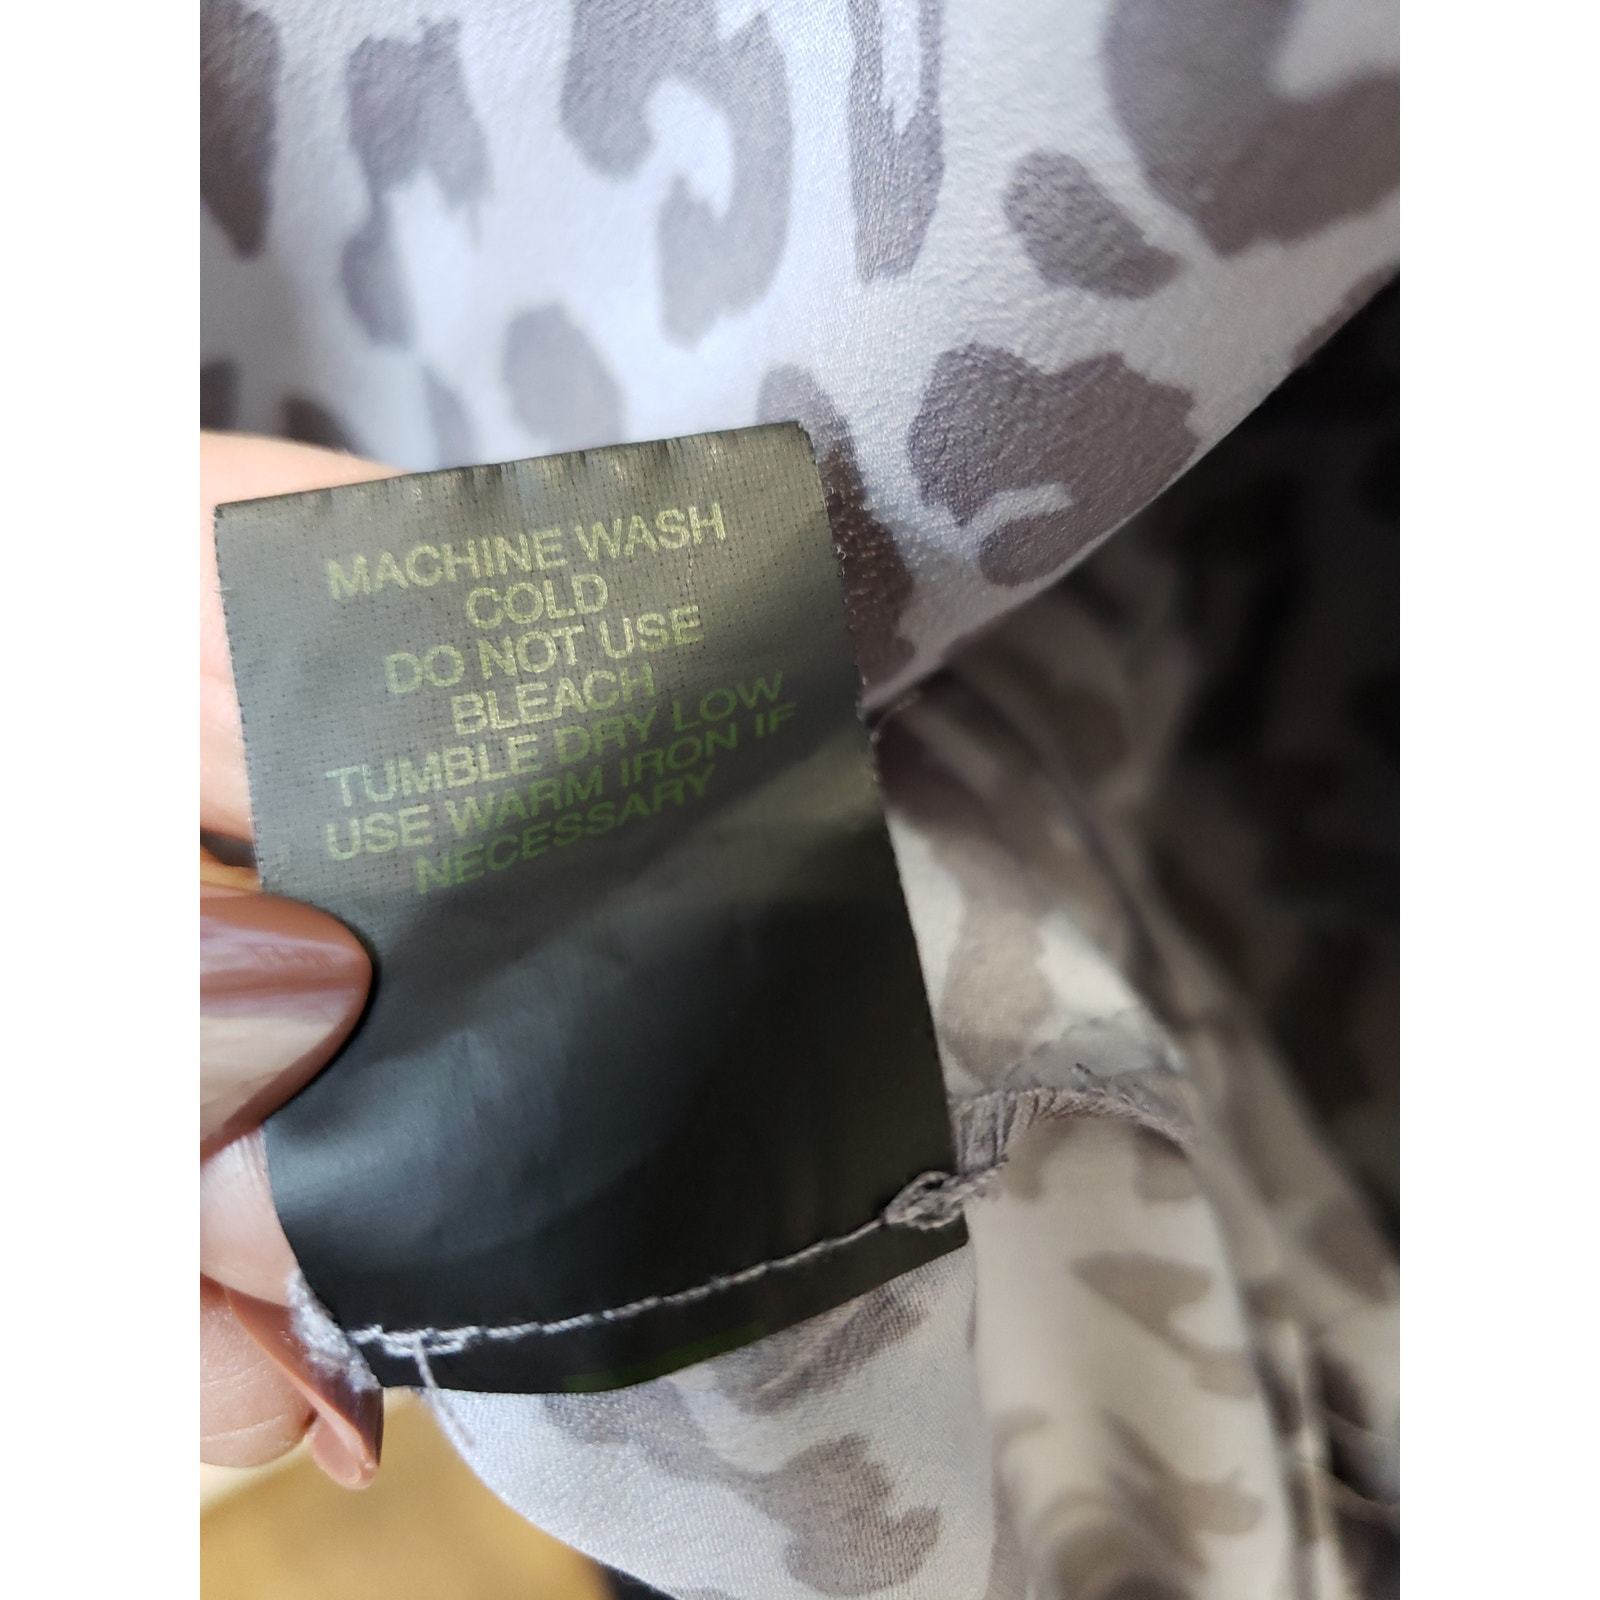 MACHINE WASH
COLD
DO NOT USE
BLEACH
TUMBLE DRY LOW
USE WARM IRON IF
NECESSARY